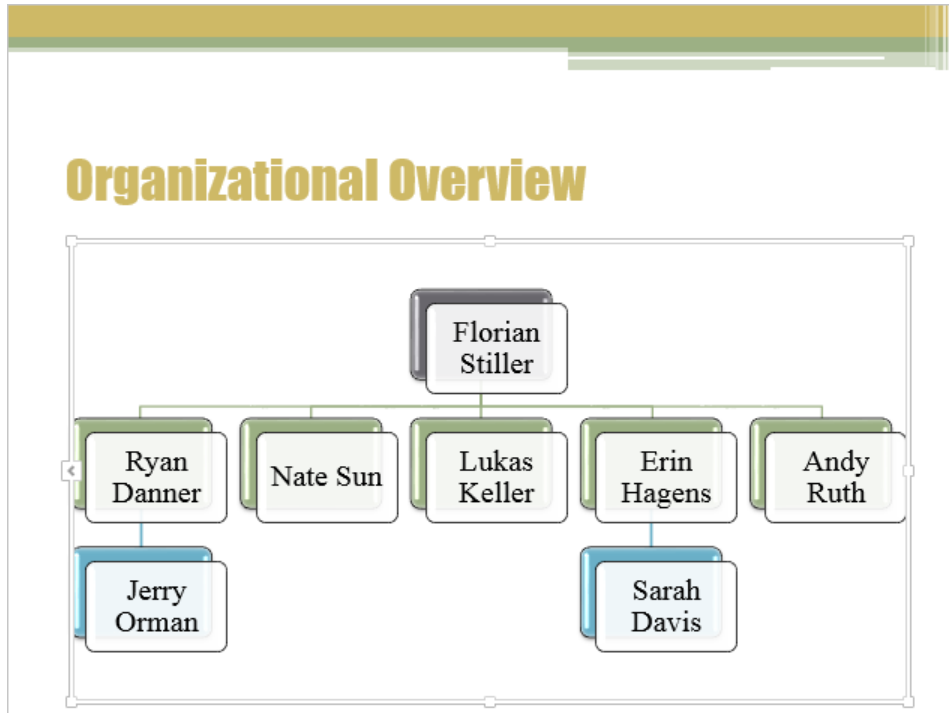 Organizational Overview
Florian
Stiller
Ryan
Danner
Nate Sun
Lukas
Keller
Erin
Hagens
Andy
Ruth
Jerry
Orman
Sarah
Davis